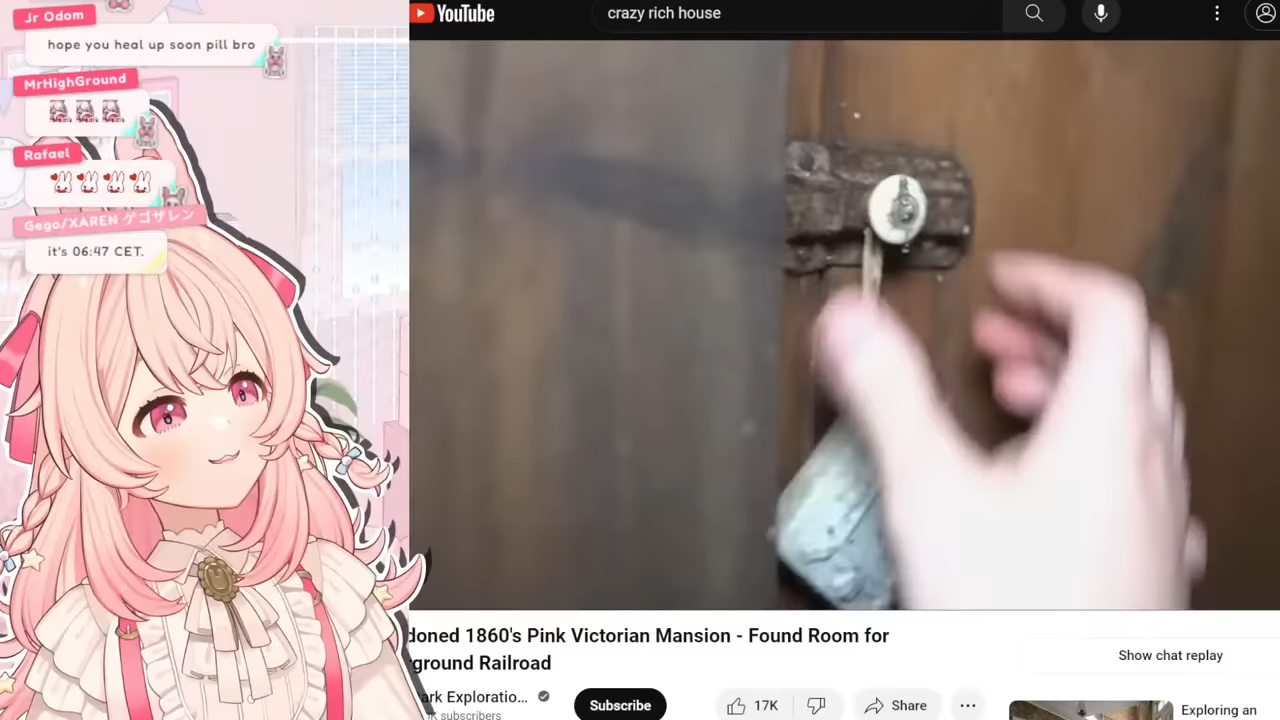 Jr Odom
hope you heal up soon pill bro
MrHighGround
Rafael
Gego/XAREN ゲゴザレン
it's 06:47 CET.
YouTube
crazy rich house
doned 1860's Pink Victorian Mansion - Found Room for
ground Railroad
ark Exploratio...
K subscribers
Subscribe
17K
Share
Show chat replay
Exploring an